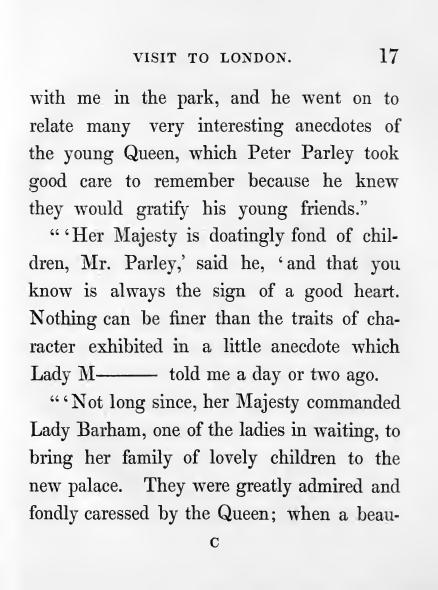 VISIT TO LONDON. 17
with me in the park, and he went on to
relate many very interesting anecdotes of
the young Queen, which Peter Parley took
good care to remember because he knew
they would gratify his young friends.”
“ ‘Her Majesty is doatingly fond of chil-
dren, Mr. Parley,’ said he, ‘and that you
know is always the sign of a good heart.
Nothing can be finer than the traits of cha-
racter exhibited in a little anecdote which
Lady M——— told me a day or two ago.
“ ‘Not long since, her Majesty commanded
Lady Barham, one of the ladies in waiting, to
bring her family of lovely children to the
new palace. They were greatly admired and
fondly caressed by the Queen; when a beau-
C